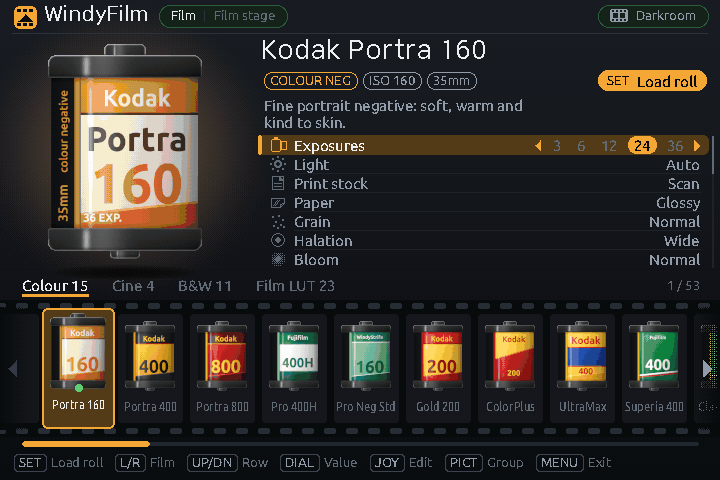 WindyFilm Film Film stage Darkroom
Kodak Portra 160
COLOUR NEG ISO 160 35mm SET Load roll
Fine portrait negative: soft, warm and
kind to skin.
Kodak
Portra
160
36 EXP.
35mm colour negative
Exposures 3 6 12 24 36
Light Auto
Print stock Scan
Paper Glossy
Grain Normal
Halation Wide
Bloom Normal
Colour 15 Cine 4 B&W 11 Film LUT 23 1 / 53
Kodak 160
Kodak 400
Kodak 800
Fujifilm 400H
WindyScrife 160
Kodak 200
Kodak 200
Kodak 400
Fujifilm 400
Portra 160 Portra 400 Portra 800 Pro 400H Pro Neg Std Gold 200 ColorPlus UltraMax Superia 400
SET Load roll L/R Film UP/DN Row DIAL Value JOY Edit PICT Group MENU Exit